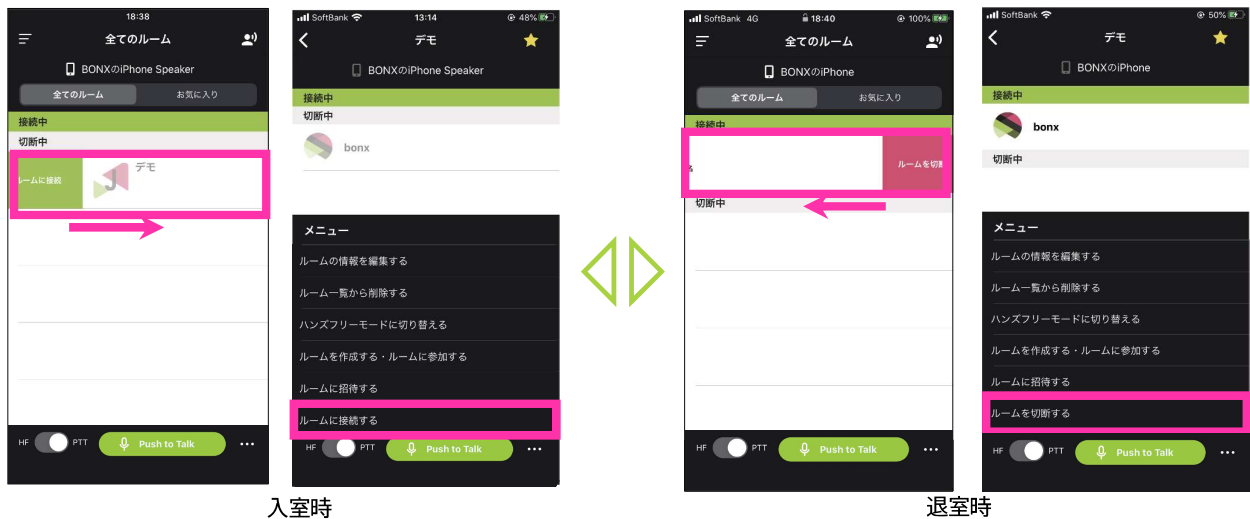 18:38
全てのルーム
BONXのiPhone Speaker
全てのルーム
お気に入り
接続中
切断中
ルームに接続
J
デモ
HF
PTT
Push to Talk
SoftBank
13:14
48%
デモ
BONXのiPhone Speaker
接続中
切断中
bonx
メニュー
ルームの情報を編集する
ルーム一覧から削除する
ハンズフリーモードに切り替える
ルームを作成する・ルームに参加する
ルームに招待する
ルームに接続する
HF
PTT
Push to Talk
入室時
SoftBank 4G
18:40
100%
全てのルーム
BONXのiPhone
全てのルーム
お気に入り
接続中
ルームを切断
切断中
HF
PTT
Push to Talk
SoftBank
50%
デモ
BONXのiPhone
接続中
bonx
切断中
メニュー
ルームの情報を編集する
ルーム一覧から削除する
ハンズフリーモードに切り替える
ルームを作成する・ルームに参加する
ルームに招待する
ルームを切断する
HF
PTT
Push to Talk
退室時